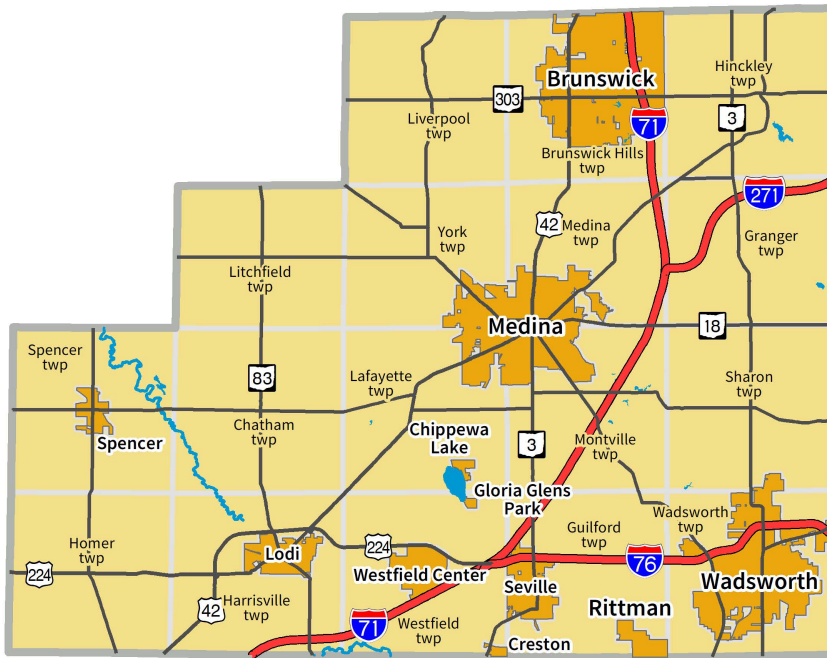 Brunswick
Hinckley
twp
303
3
Liverpool
twp
71
Brunswick Hills
twp
271
42
Medina
twp
York
twp
Granger
twp
Litchfield
twp
Medina
18
Spencer
twp
83
Lafayette
twp
Sharon
twp
Chatham
twp
Chippewa
Lake
3
Spencer
Montville
twp
Gloria Glens
Park
Wadsworth
twp
Guilford
twp
Homer
twp
Lodi
224
224
76
Westfield Center
Seville
Wadsworth
42
Harrisville
twp
Rittman
71
Westfield
twp
Creston